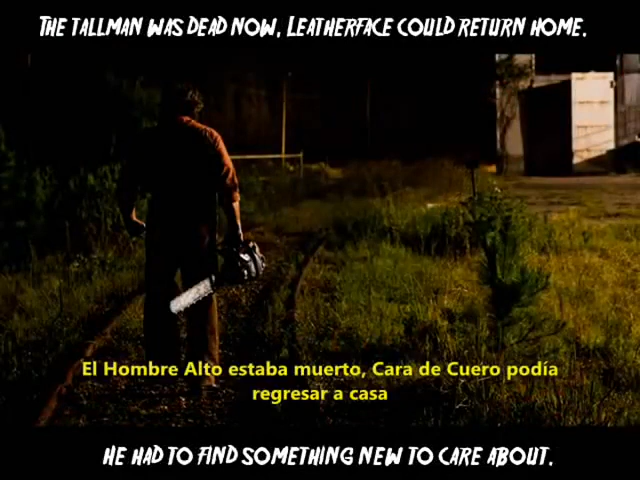 THE TALLMAN WAS DEAD NOW, LEATHERFACE COULD RETURN HOME.
El Hombre Alto estaba muerto, Cara de Cuero podía
regresar a casa
HE HAD TO FIND SOMETHING NEW TO CARE ABOUT.